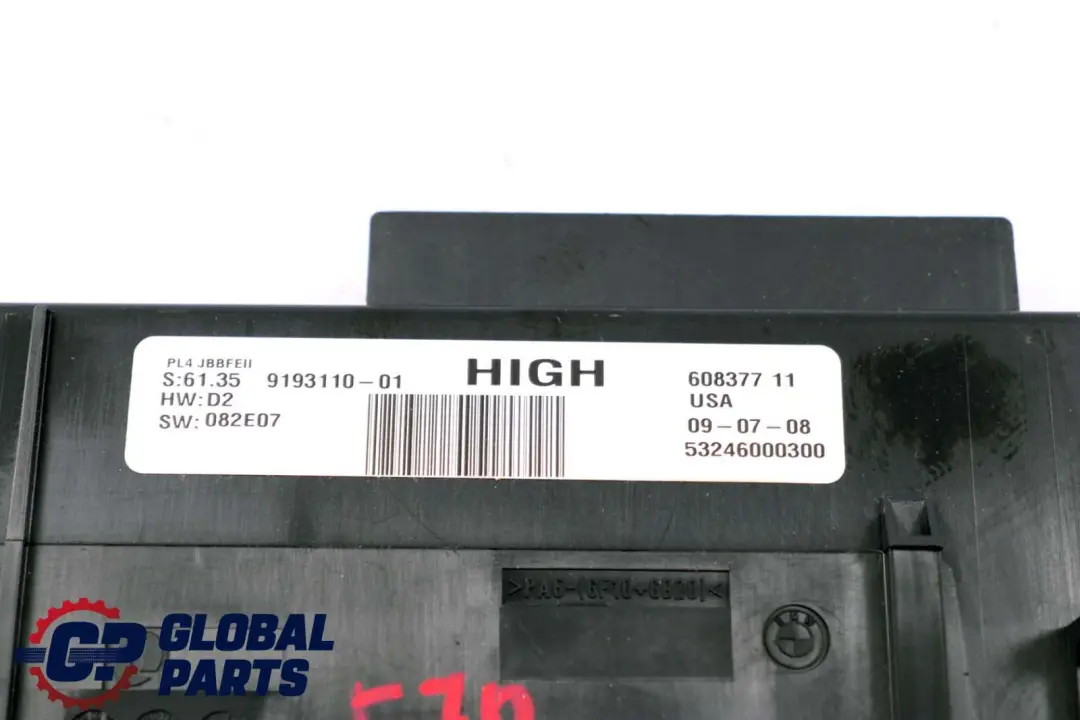 PL4 JBBFEII
S:61.35 9193110-01 HIGH 608377 11
HW:D2 USA
SW: 082E07 09-07-08
53246000300
GP GLOBAL
PARTS